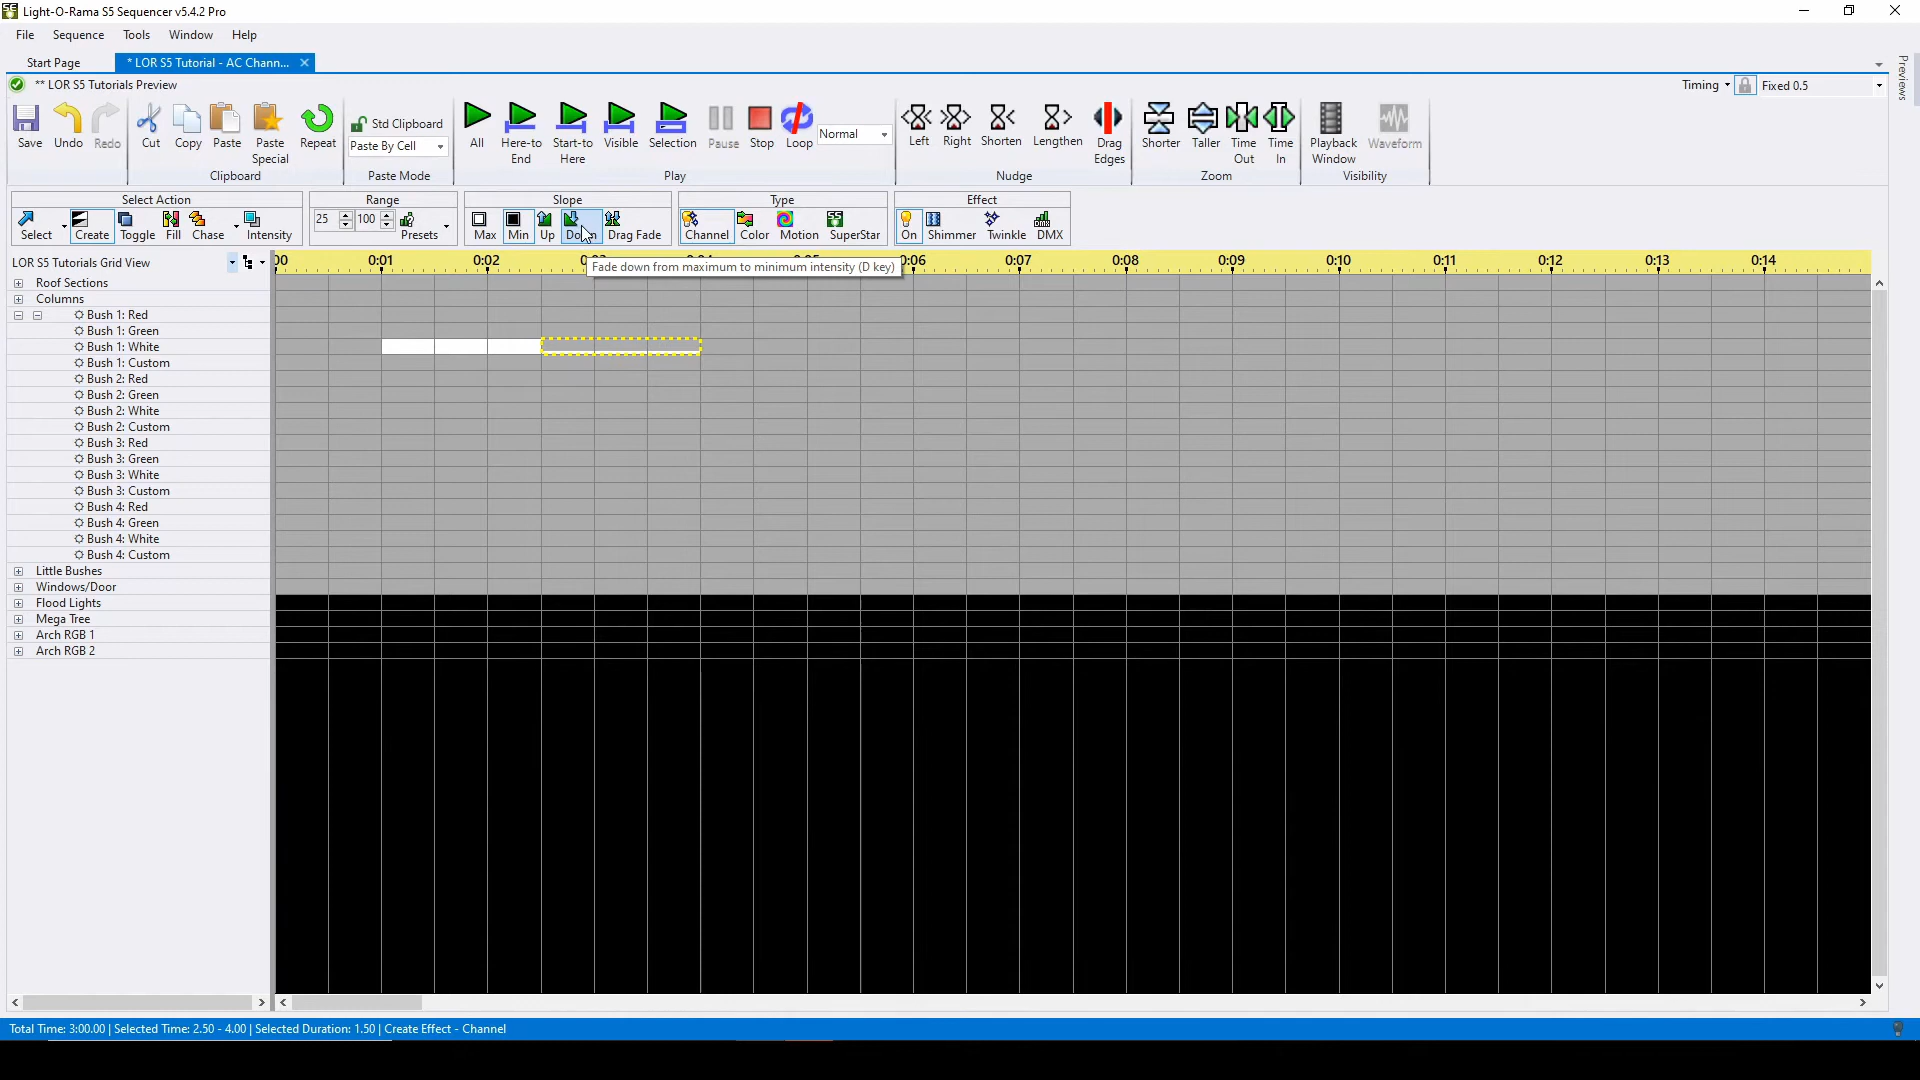 Light-O-Rama S5 Sequencer v5.4.2 Pro
File Sequence Tools Window Help
Start Page * LOR S5 Tutorial - AC Chann...
** LOR S5 Tutorials Preview Timing Fixed 0.5
Previews
Save Undo Redo Cut Copy Paste Paste Special Repeat
Clipboard
Std Clipboard
Paste By Cell
Paste Mode
All Here-to End Start-to Here Visible Selection Pause Stop Loop Normal
Play
Left Right Shorten Lengthen Drag Edges
Nudge
Shorter Taller Time Out Time In
Zoom
Playback Window Waveform
Visibility
Select Action Range Slope Type Effect
Select Create Toggle Fill Chase Intensity 25 100 Presets Max Min Up Drag Fade Channel Color Motion SuperStar On Shimmer Twinkle DMX
LOR S5 Tutorials Grid View 00 0:01 0:02 0:06 0:07 0:08 0:09 0:10 0:11 0:12 0:13 0:14
Fade down from maximum to minimum intensity (D key)
Roof Sections
Columns
Bush 1: Red
Bush 1: Green
Bush 1: White
Bush 1: Custom
Bush 2: Red
Bush 2: Green
Bush 2: White
Bush 2: Custom
Bush 3: Red
Bush 3: Green
Bush 3: White
Bush 3: Custom
Bush 4: Red
Bush 4: Green
Bush 4: White
Bush 4: Custom
Little Bushes
Windows/Door
Flood Lights
Mega Tree
Arch RGB 1
Arch RGB 2
Total Time: 3:00.00 | Selected Time: 2.50 - 4.00 | Selected Duration: 1.50 | Create Effect - Channel